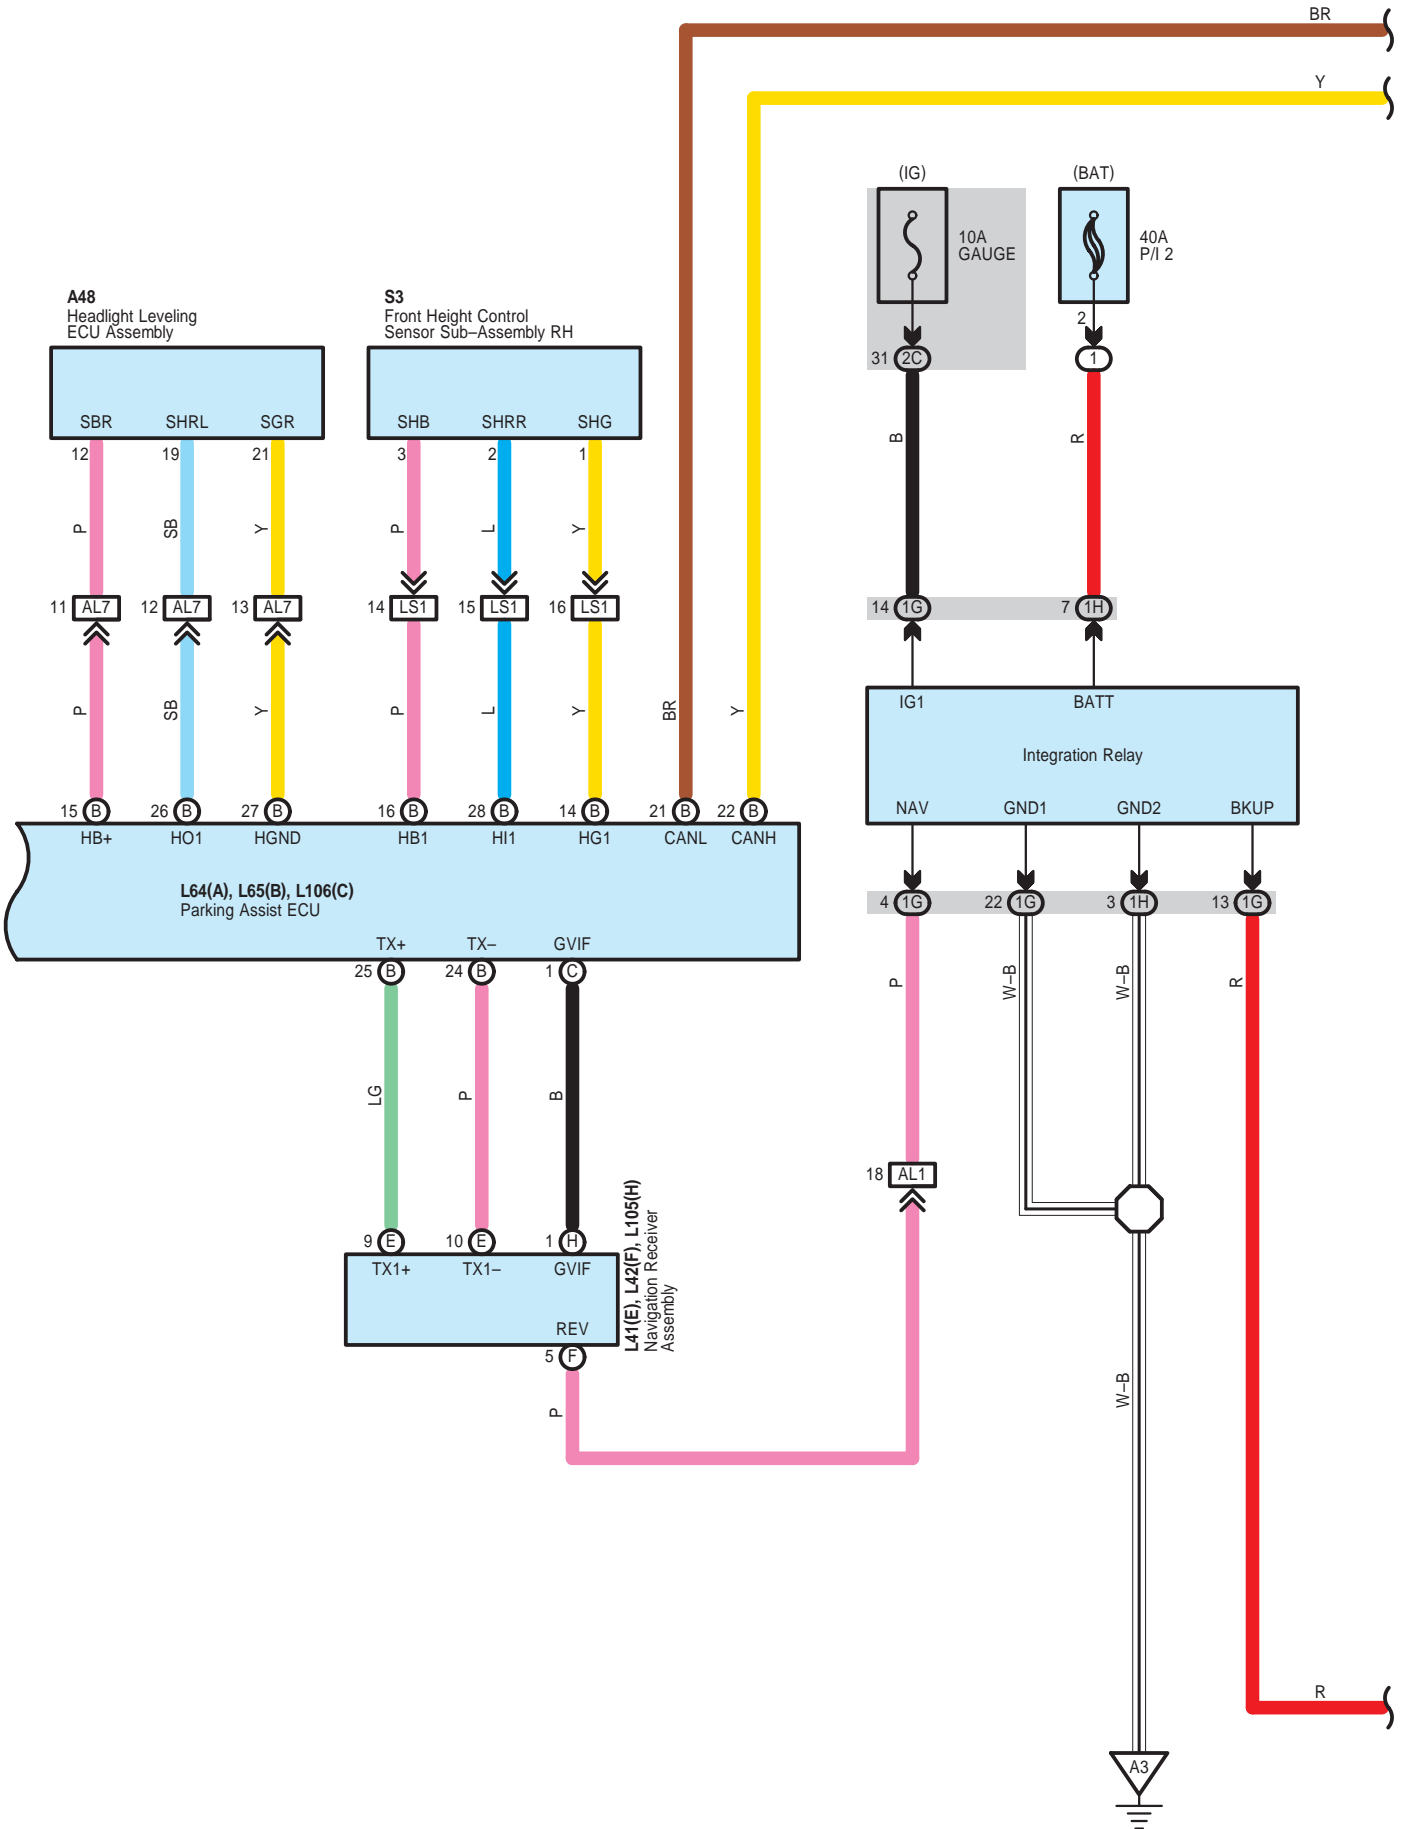 BR
Y
(IG)
(BAT)
10A
GAUGE
40A
P/I 2
2
31 2C
1
A48
Headlight Leveling
ECU Assembly
S3
Front Height Control
Sensor Sub–Assembly RH
SBR SHRL SGR
SHB SHRR SHG
12 19 21
3 2 1
B
R
P SB Y
P L Y
11 AL7 12 AL7 13 AL7
14 LS1 15 LS1 16 LS1
14 1G
7 1H
P SB Y
P L Y
BR
Y
IG1 BATT
Integration Relay
NAV GND1 GND2 BKUP
15 B 26 B 27 B
16 B 28 B 14 B
21 B 22 B
HB+ HO1 HGND
HB1 HI1 HG1
CANL CANH
L64(A), L65(B), L106(C)
Parking Assist ECU
4 1G 22 1G 3 1H 13 1G
TX+ TX– GVIF
25 B 24 B 1 C
P W–B W–B R
LG P B
18 AL1
9 E 10 E 1 H
TX1+ TX1– GVIF
REV
L41(E), L42(F), L105(H)
Navigation Receiver
Assembly
5 F
P
W–B
R
A3